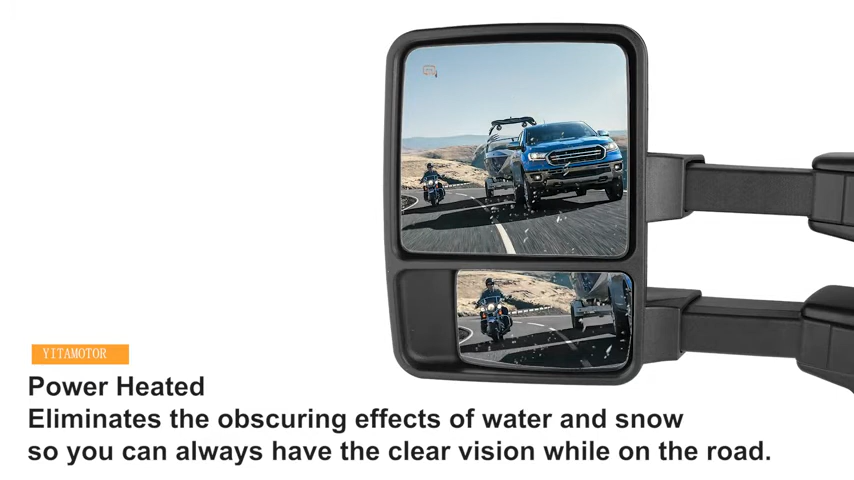 YITAMOTOR
Power Heated
Eliminates the obscuring effects of water and snow
so you can always have the clear vision while on the road.